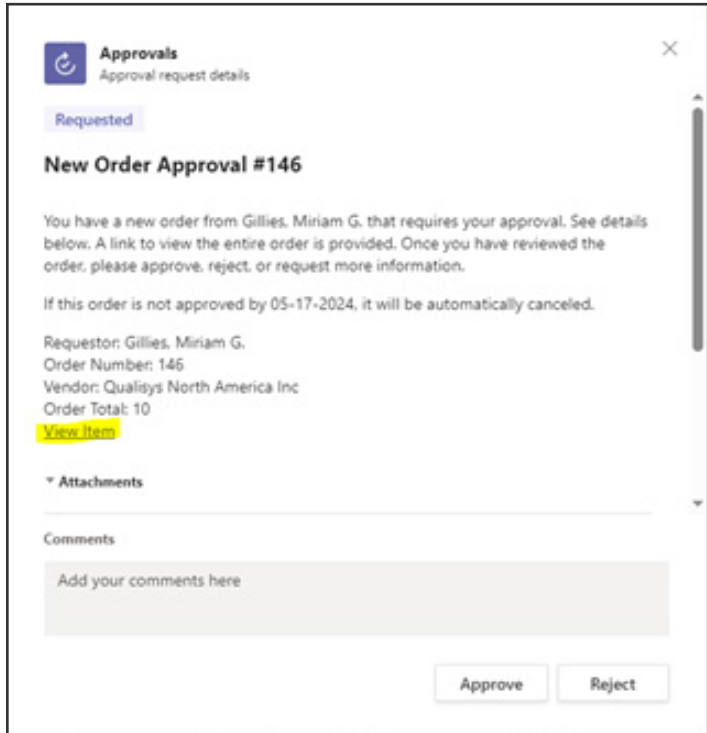 Approvals
Approval request details
Requested
New Order Approval #146
You have a new order from Gillies, Miriam G. that requires your approval. See details
below. A link to view the entire order is provided. Once you have reviewed the
order, please approve, reject, or request more information.
If this order is not approved by 05-17-2024, it will be automatically canceled.
Requestor: Gillies, Miriam G.
Order Number: 146
Vendor: Qualisys North America Inc
Order Total: 10
View Item
Attachments
Comments
Add your comments here
Approve Reject